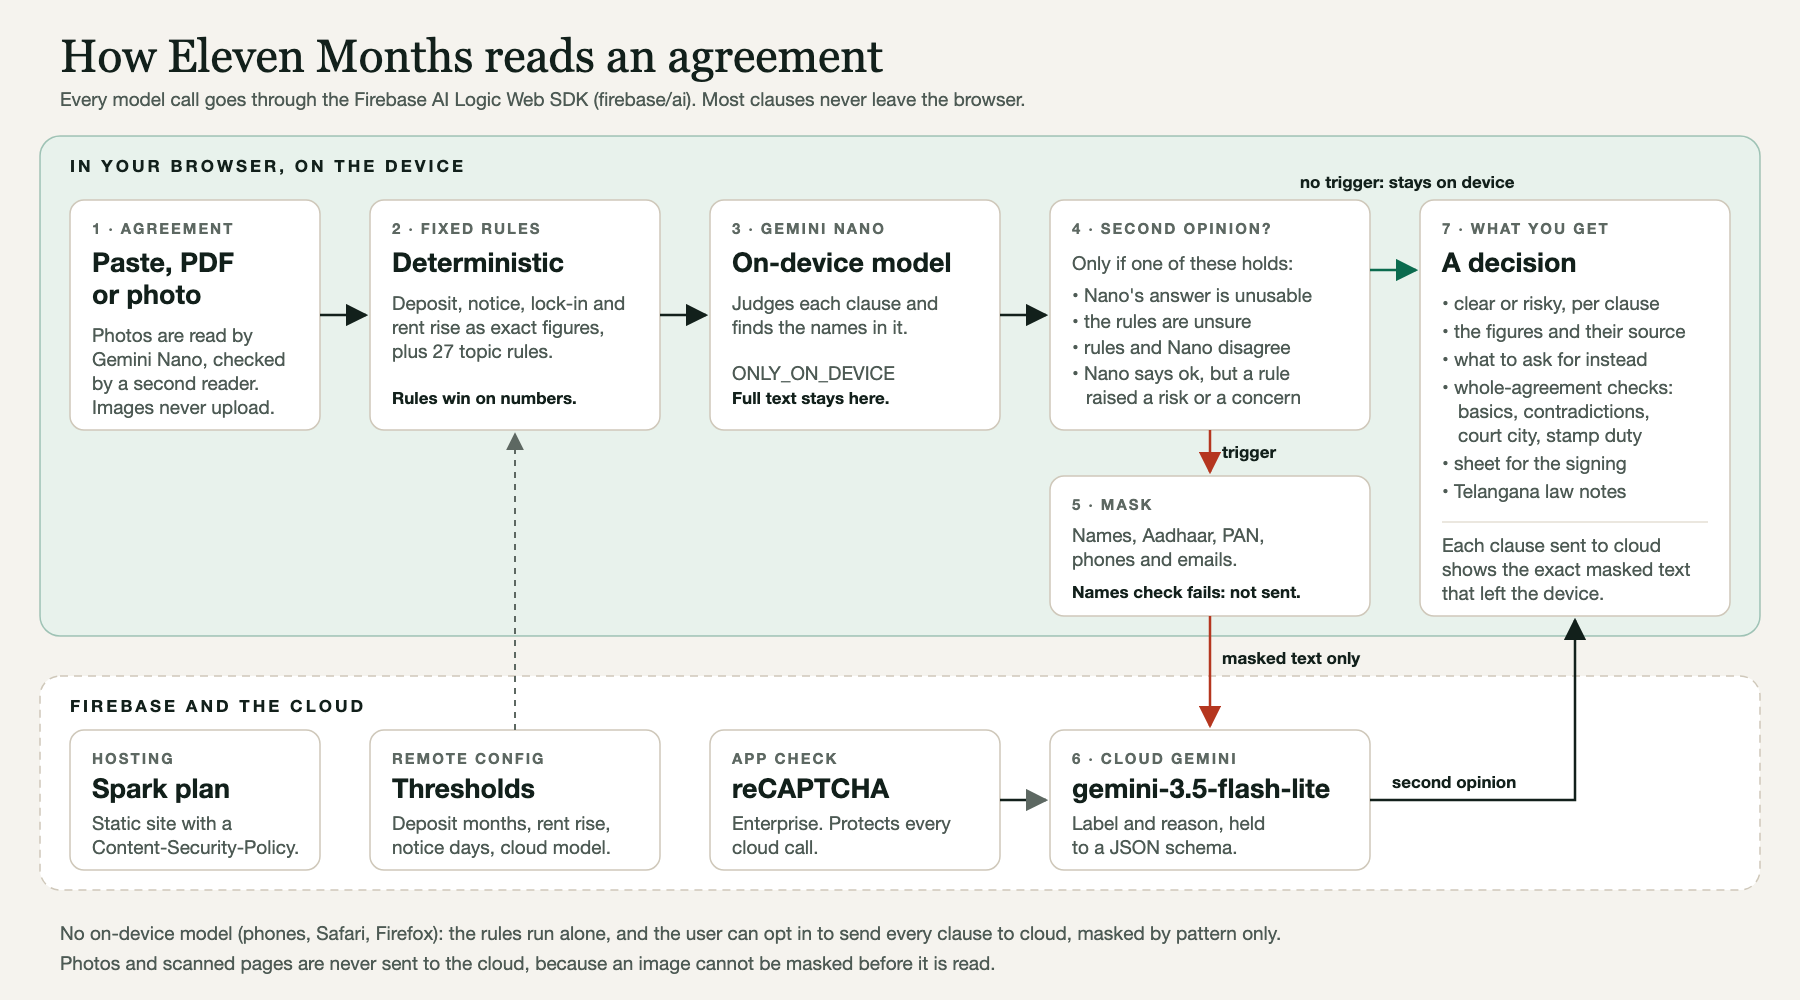 How Eleven Months reads an agreement
Every model call goes through the Firebase AI Logic Web SDK (firebase/ai). Most clauses never leave the browser.
IN YOUR BROWSER, ON THE DEVICE
no trigger: stays on device
1 · AGREEMENT
Paste, PDF
or photo
Photos are read by
Gemini Nano, checked
by a second reader.
Images never upload.
2 · FIXED RULES
Deterministic
Deposit, notice, lock-in and
rent rise as exact figures,
plus 27 topic rules.
Rules win on numbers.
3 · GEMINI NANO
On-device model
Judges each clause and
finds the names in it.
ONLY_ON_DEVICE
Full text stays here.
4 · SECOND OPINION?
Only if one of these holds:
• Nano's answer is unusable
• the rules are unsure
• rules and Nano disagree
• Nano says ok, but a rule
raised a risk or a concern
trigger
5 · MASK
Names, Aadhaar, PAN,
phones and emails.
Names check fails: not sent.
masked text only
7 · WHAT YOU GET
A decision
• clear or risky, per clause
• the figures and their source
• what to ask for instead
• whole-agreement checks:
basics, contradictions,
court city, stamp duty
• sheet for the signing
• Telangana law notes
Each clause sent to cloud
shows the exact masked text
that left the device.
FIREBASE AND THE CLOUD
HOSTING
Spark plan
Static site with a
Content-Security-Policy.
REMOTE CONFIG
Thresholds
Deposit months, rent rise,
notice days, cloud model.
APP CHECK
reCAPTCHA
Enterprise. Protects every
cloud call.
6 · CLOUD GEMINI
gemini-3.5-flash-lite
Label and reason, held
to a JSON schema.
second opinion
No on-device model (phones, Safari, Firefox): the rules run alone, and the user can opt in to send every clause to cloud, masked by pattern only.
Photos and scanned pages are never sent to the cloud, because an image cannot be masked before it is read.